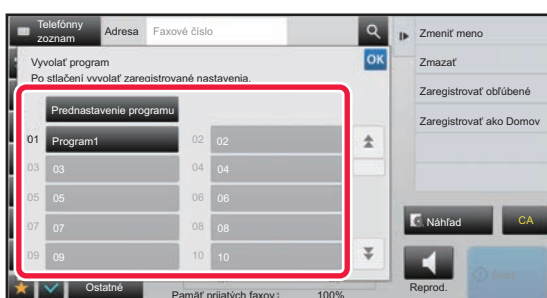 Telefónny
zoznam
Adresa
Faxové číslo
Zmeniť meno
Vyvolať program
OK
Zmazať
Po stlačení vyvolať zaregistrované nastavenia.
Zaregistrovať obľúbené
Prednastavenie programu
Zaregistrovať ako Domov
01 Program1
02 02
03 03
04 04
05 05
06 06
07 07
08 08
Náhľad
CA
09 09
10 10
Ostatné
Pamäť prijatých faxov: 100%
Reprod.
Štart